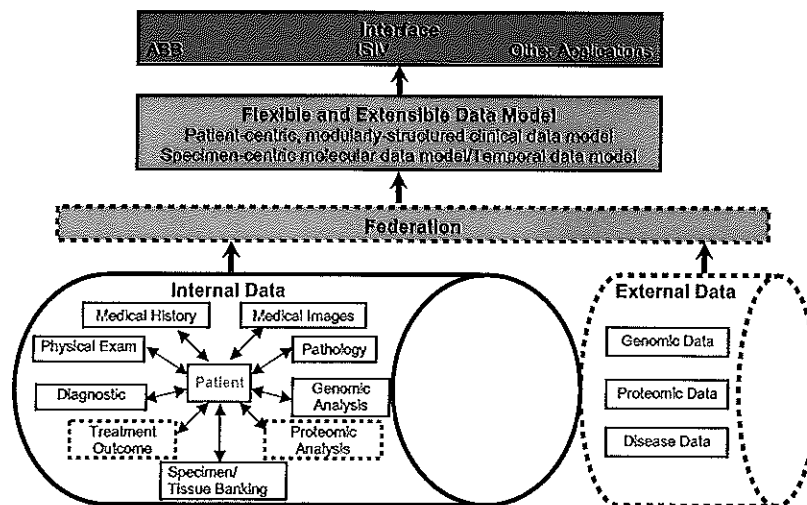 Interface
ABB ISIV Other Applications
Flexible and Extensible Data Model
Patient-centric, modularly-structured clinical data model
Specimen-centric molecular data model/Temporal data model
Federation
Internal Data
External Data
Medical History
Medical Images
Physical Exam
Pathology
Patient
Diagnostic
Genomic
Analysis
Treatment
Outcome
Proteomic
Analysis
Specimen/
Tissue Banking
Genomic Data
Proteomic Data
Disease Data